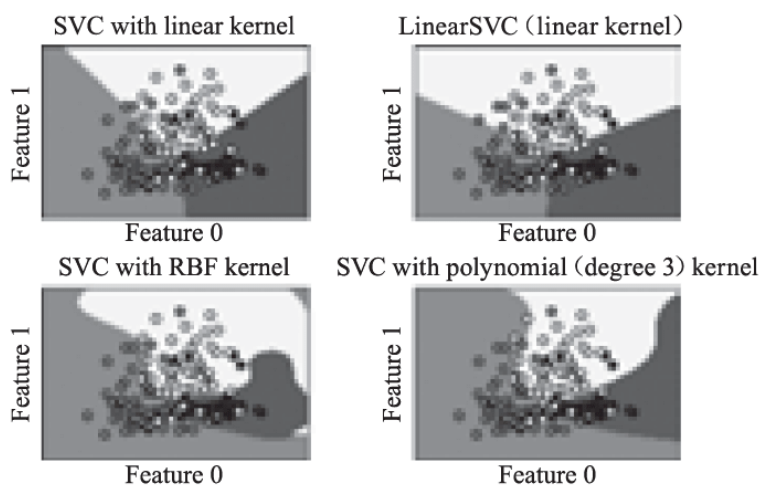 SVC with linear kernel
LinearSVC (linear kernel)
Feature 1
Feature 1
Feature 0
Feature 0
SVC with RBF kernel
SVC with polynomial (degree 3) kernel
Feature 1
Feature 1
Feature 0
Feature 0